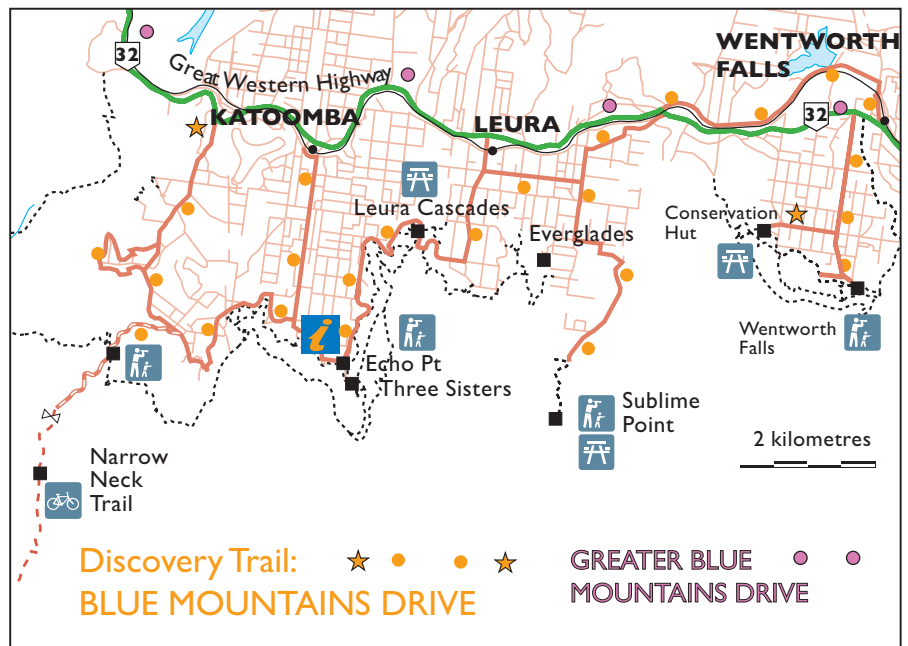 WENTWORTH
FALLS
32
Great Western Highway
KATOOMBA
LEURA
32
Leura Cascades
Conservation
Hut
Everglades
i
Wentworth
Falls
Echo Pt
Three Sisters
Sublime
Point
2 kilometres
Narrow
Neck
Trail
Discovery Trail:
BLUE MOUNTAINS DRIVE
GREATER BLUE
MOUNTAINS DRIVE